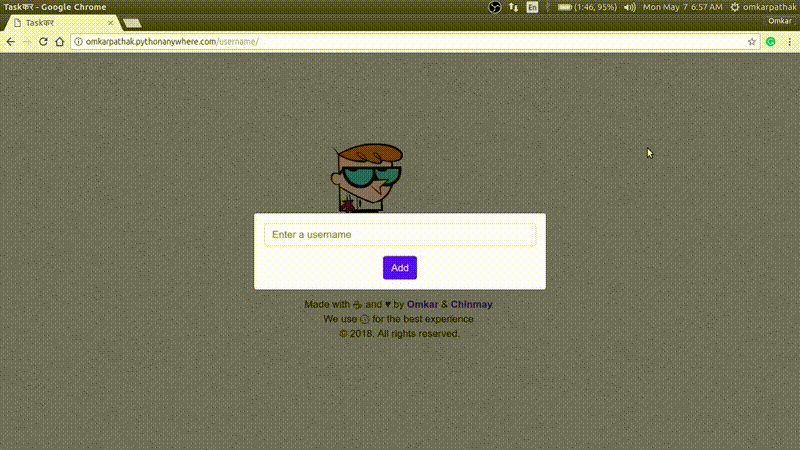 Taskकर - Google Chrome
En
(1:46, 95%)
Mon May 7 6:57 AM
omkarpathak
Taskकर
Omkar
omkarpathak.pythonanywhere.com/username/
Enter a username
Add
Made with ☕ and ♥ by Omkar & Chinmay
We use for the best experience
© 2018. All rights reserved.